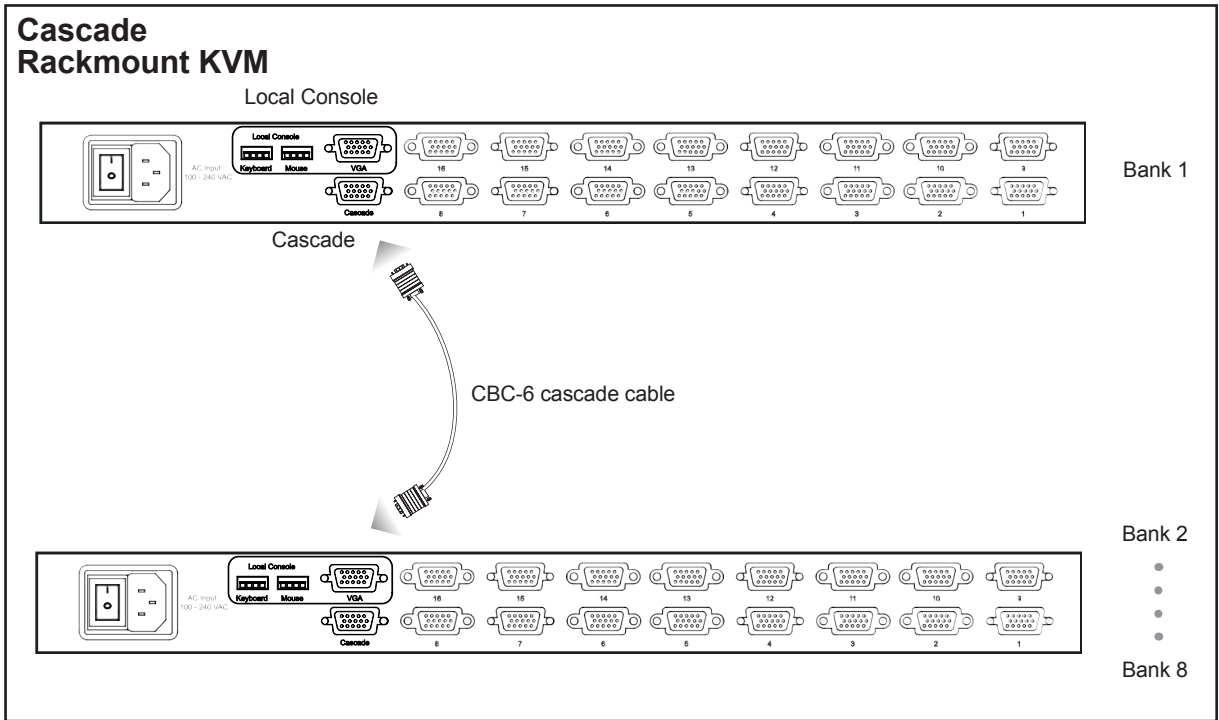 Cascade
Rackmount KVM
Local Console
Local Console
Keyboard Mouse VGA
AC Input
100 - 240 VAC
16 15 14 13 12 11 10 9
Cascade 8 7 6 5 4 3 2 1
Bank 1
Cascade
CBC-6 cascade cable
Bank 2
Local Console
Keyboard Mouse VGA
AC Input
100 - 240 VAC
16 15 14 13 12 11 10 9
Cascade 8 7 6 5 4 3 2 1
Bank 8